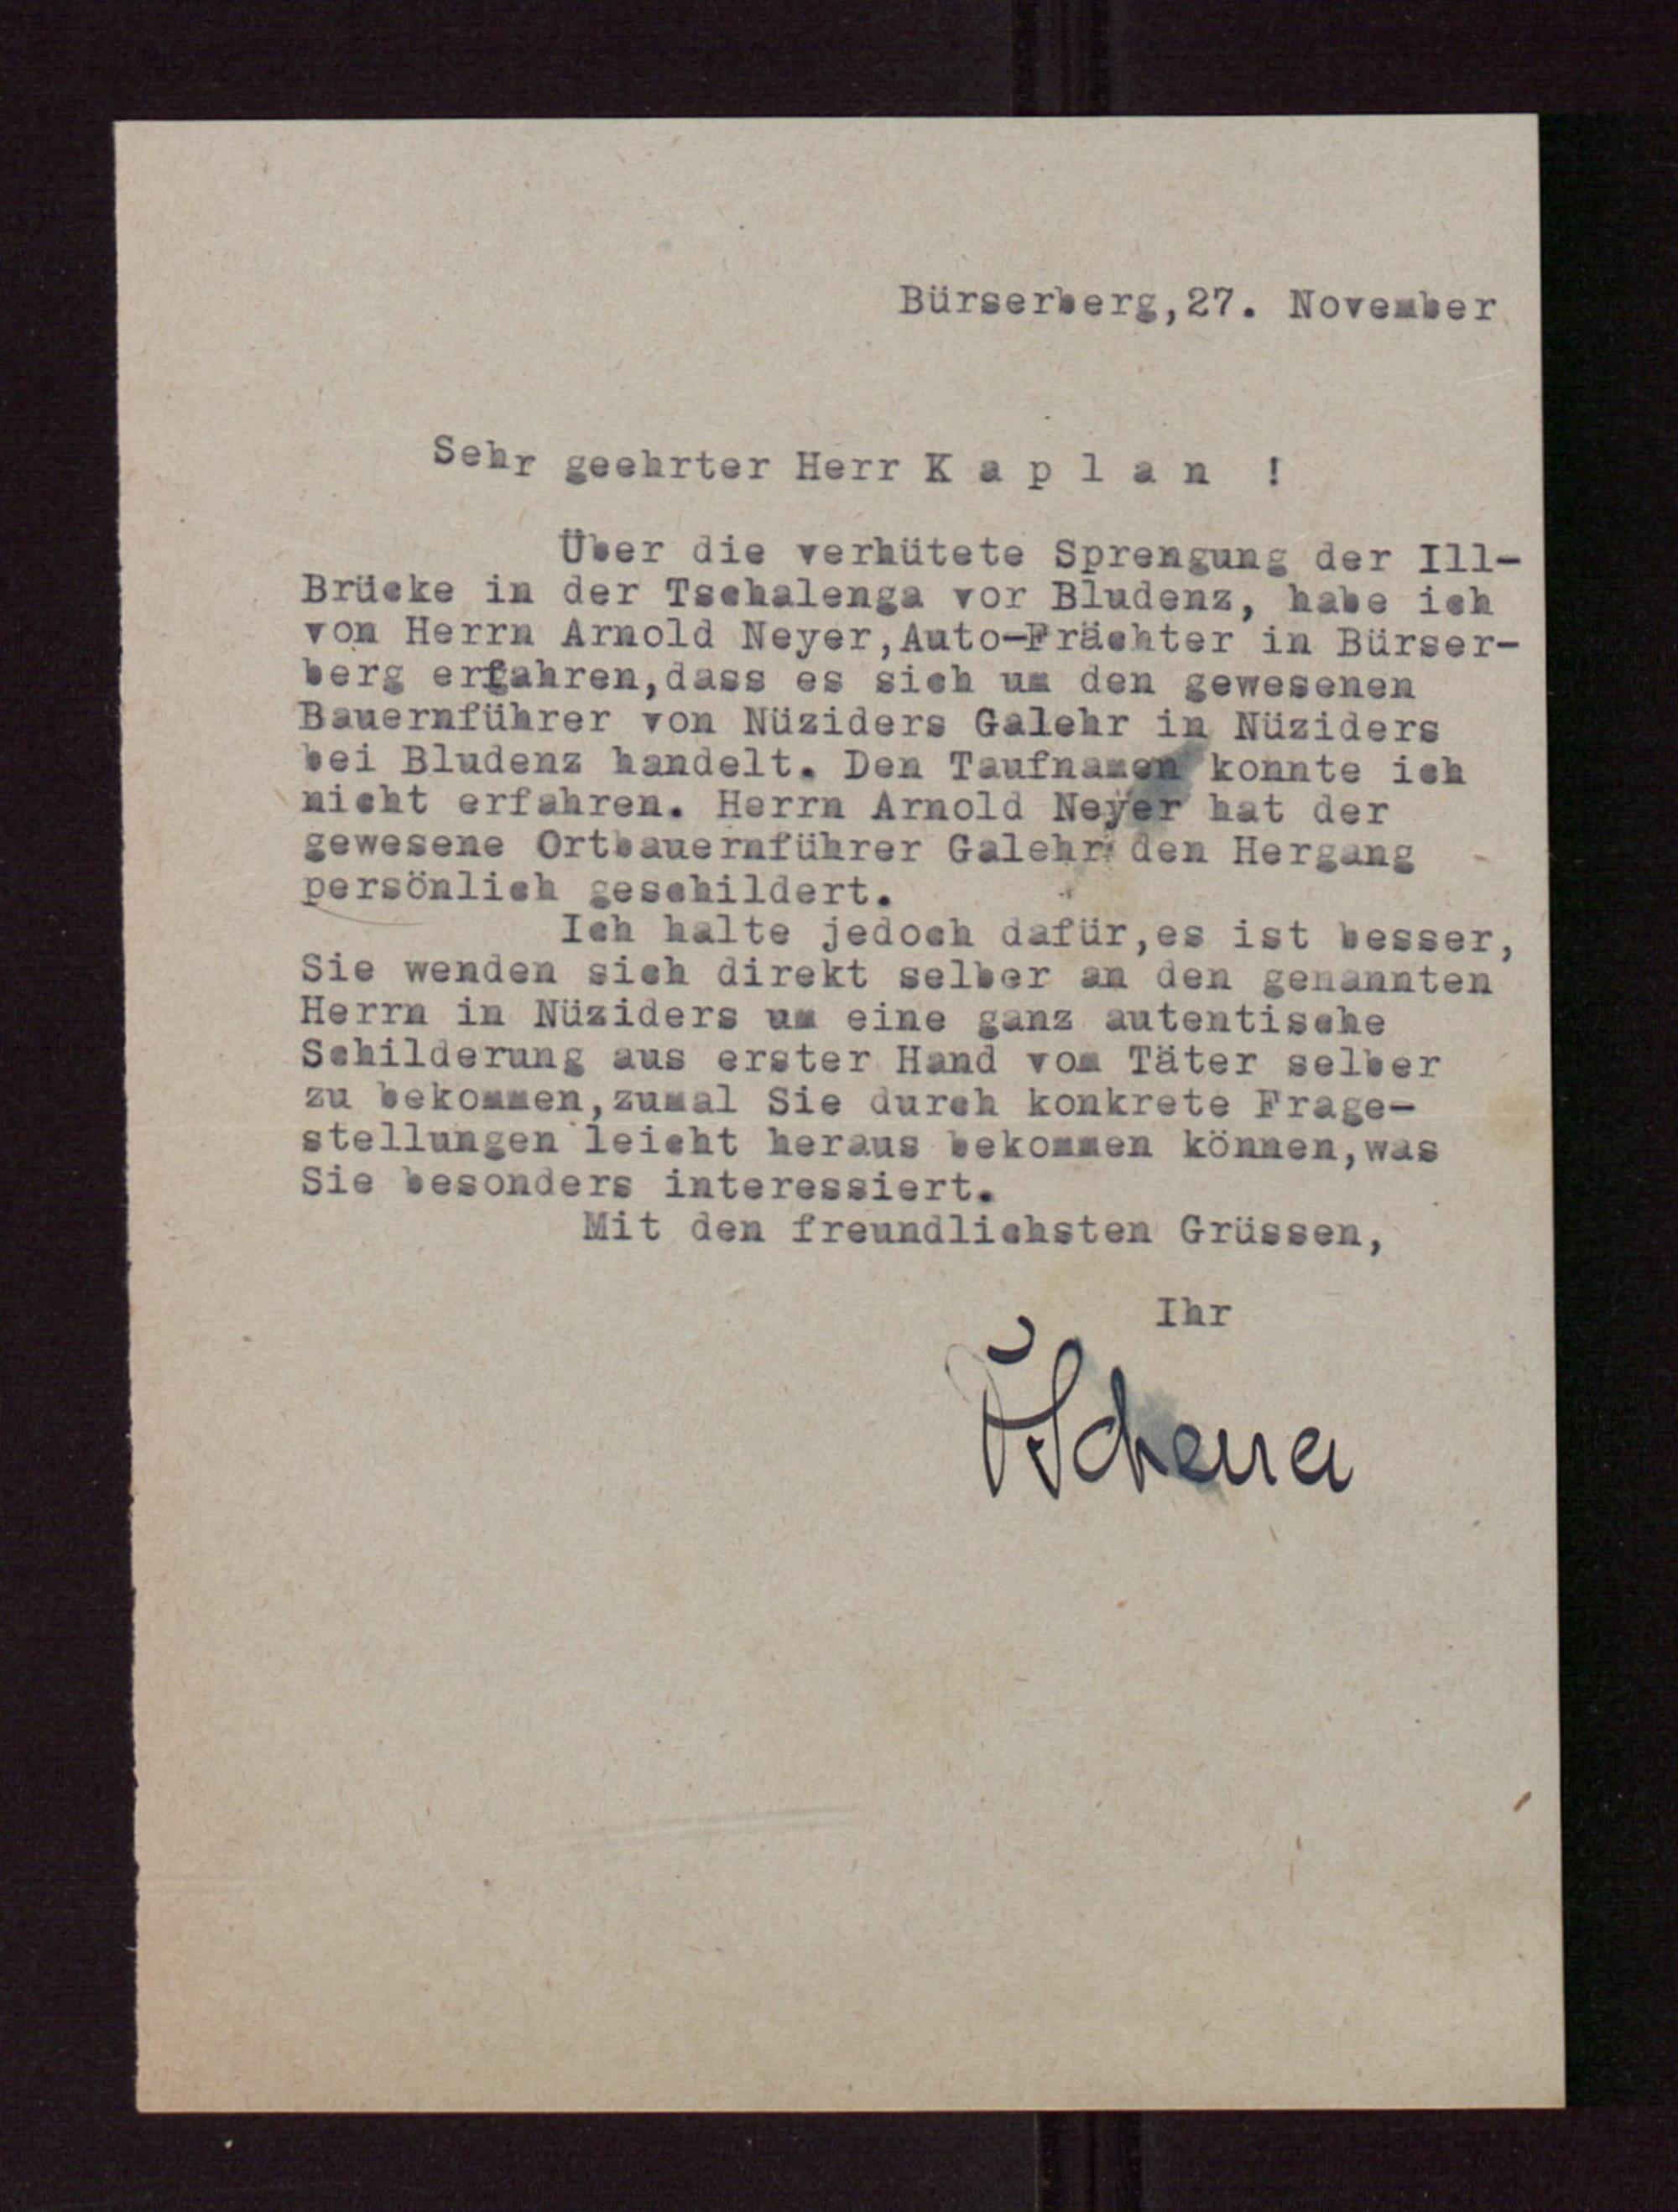 Bürserberg,27. November
Sehr geehrter Herr K a p l a n !
Über die verhütete Sprengung der Ill-
Brücke in der Tschalenga vor Bludenz, habe ich
von Herrn Arnold Neyer,Auto-Frächter in Bürser-
berg erfahren,dass es sich um den gewesenen
Bauernführer von Nüziders Galehr in Nüziders
bei Bludenz handelt. Den Taufnamen konnte ich
nicht erfahren. Herrn Arnold Neyer hat der
gewesene Ortbauernführer Galehr den Hergang
persönlich geschildert.
Ich halte jedoch dafür,es ist besser,
Sie wenden sich direkt selber an den genannten
Herrn in Nüziders um eine ganz autentische
Schilderung aus erster Hand vom Täter selber
zu bekommen,zumal Sie durch konkrete Frage-
stellungen leicht heraus bekommen können,was
Sie besonders interessiert.
Mit den freundlichsten Grüssen,
Ihr